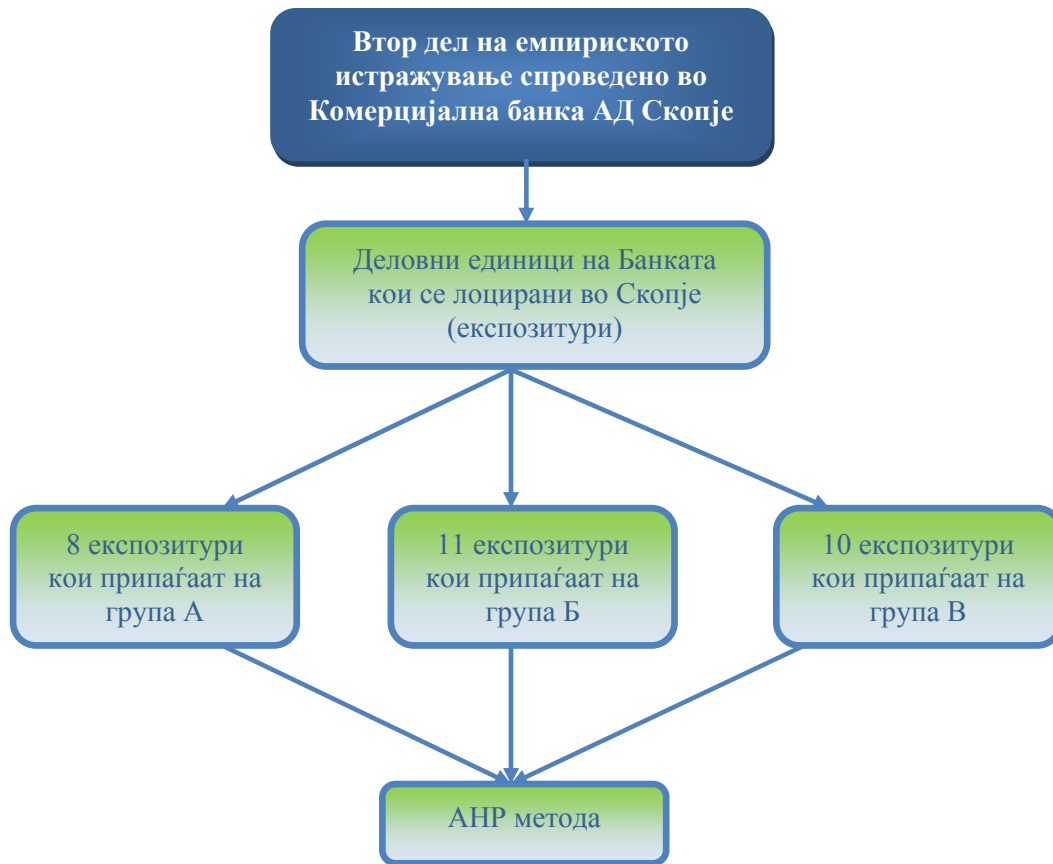 Втор дел на емпириското
истражување спроведено во
Комерцијална банка АД Скопје
Деловни единици на Банката
кои се лоцирани во Скопје
(експозитури)
8 експозитури
кои припаѓаат на
група А
11 експозитури
кои припаѓаат на
група Б
10 експозитури
кои припаѓаат на
група В
АНР метода